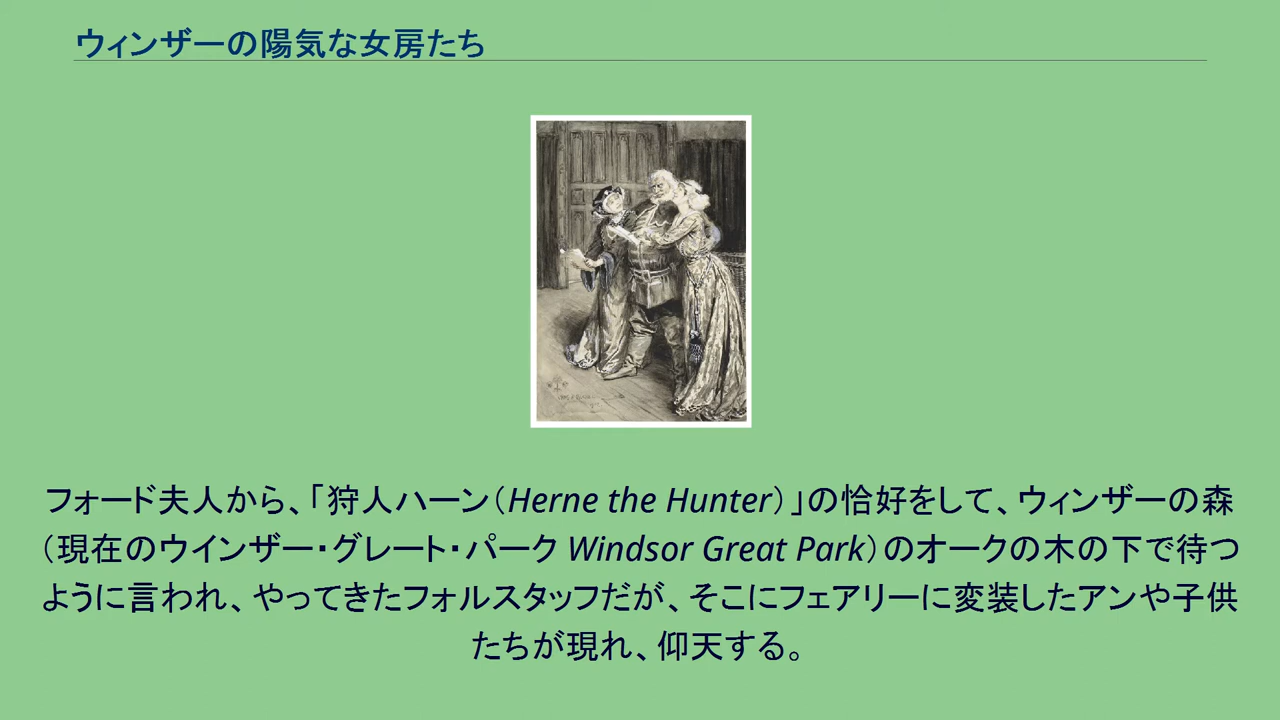 ウィンザーの陽気な女房たち
フォード夫人から、「狩人ハーン（Herne the Hunter）」の恰好をして、ウィンザーの森
（現在のウインザー・グレート・パーク Windsor Great Park）のオークの木の下で待つ
ように言われ、やってきたフォルスタッフだが、そこにフェアリーに変装したアンや子供
たちが現れ、仰天する。